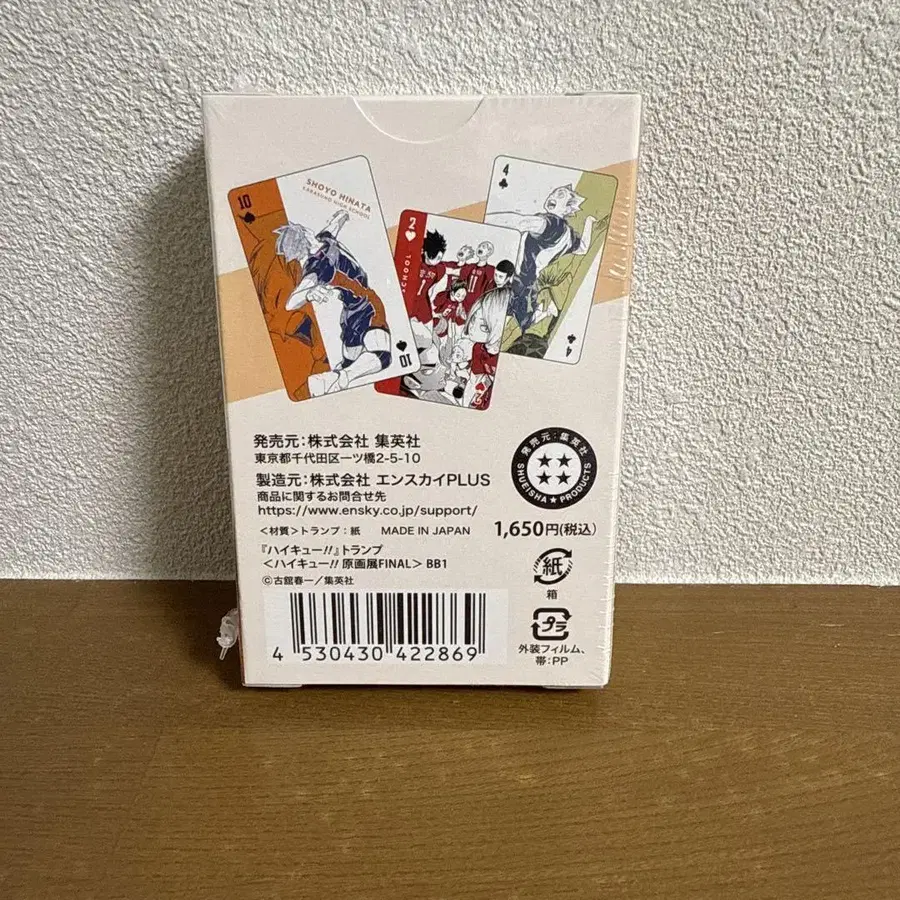 10
SHOYO HINATA
KARASUNO HIGH SCHOOL
10
2
SCHOOL
2
4
4
発売元:株式会社 集英社
東京都千代田区一ツ橋2-5-10
製造元:株式会社 エンスカイPLUS
商品に関するお問合せ先
https://www.ensky.co.jp/support/
<材質>トランプ:紙 MADE IN JAPAN
1,650円(税込)
『ハイキュー!!』トランプ
<ハイキュー!! 原画展FINAL> BB1
©古舘春一/集英社
4 530430 422869
発売元:集英社
SHUEISHA★PRODUCTS
紙
箱
プラ
外装フィルム、
帯:PP